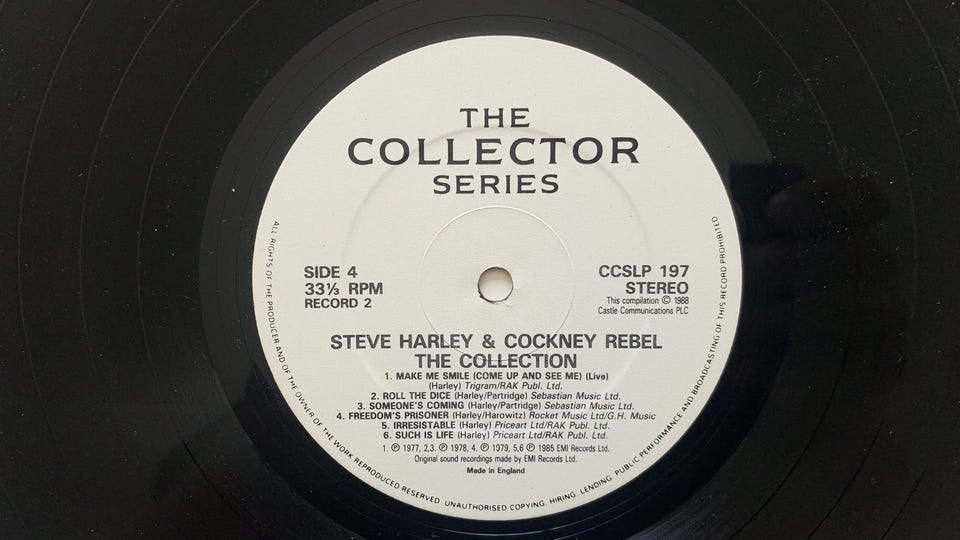 THE
COLLECTOR
SERIES
SIDE 4
33⅓ RPM
RECORD 2
CCSLP 197
STEREO
This compilation © 1988
Castle Communications PLC
STEVE HARLEY & COCKNEY REBEL
THE COLLECTION
1. MAKE ME SMILE (COME UP AND SEE ME) (Live)
(Harley) Trigram/RAK Publ. Ltd.
2. ROLL THE DICE (Harley/Partridge) Sebastian Music Ltd.
3. SOMEONE'S COMING (Harley/Partridge) Sebastian Music Ltd.
4. FREEDOM'S PRISONER (Harley/Harowitz) Rocket Music Ltd/G.H. Music
5. IRRESISTABLE (Harley) Priceart Ltd/RAK Publ. Ltd.
6. SUCH IS LIFE (Harley) Priceart Ltd/RAK Publ. Ltd.
1. ℗ 1977, 2,3. ℗ 1978, 4. ℗ 1979, 5,6 ℗ 1985 EMI Records Ltd.
Original sound recordings made by EMI Records Ltd.
Made in England
ALL RIGHTS OF THE PRODUCER AND OF THE OWNER OF THE WORK REPRODUCED RESERVED. UNAUTHORISED COPYING, HIRING, LENDING, PUBLIC PERFORMANCE AND BROADCASTING OF THIS RECORD PROHIBITED